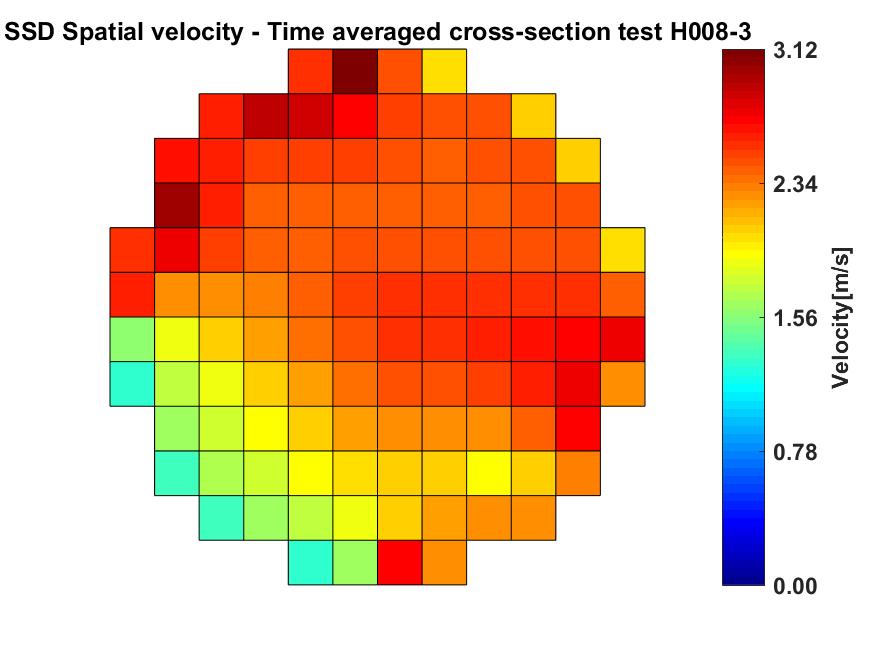 SSD Spatial velocity - Time averaged cross-section test H008-3
3.12
2.34
1.56
0.78
0.00
Velocity[m/s]